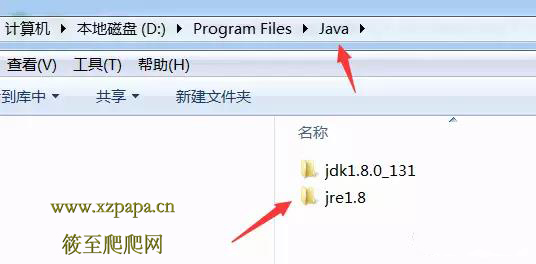 计算机 ▸ 本地磁盘 (D:) ▸ Program Files ▸ Java ▸
查看(V) 工具(T) 帮助(H)
到库中 共享 新建文件夹
名称
jdk1.8.0_131
jre1.8
www.xzpapa.cn
筱至爬爬网